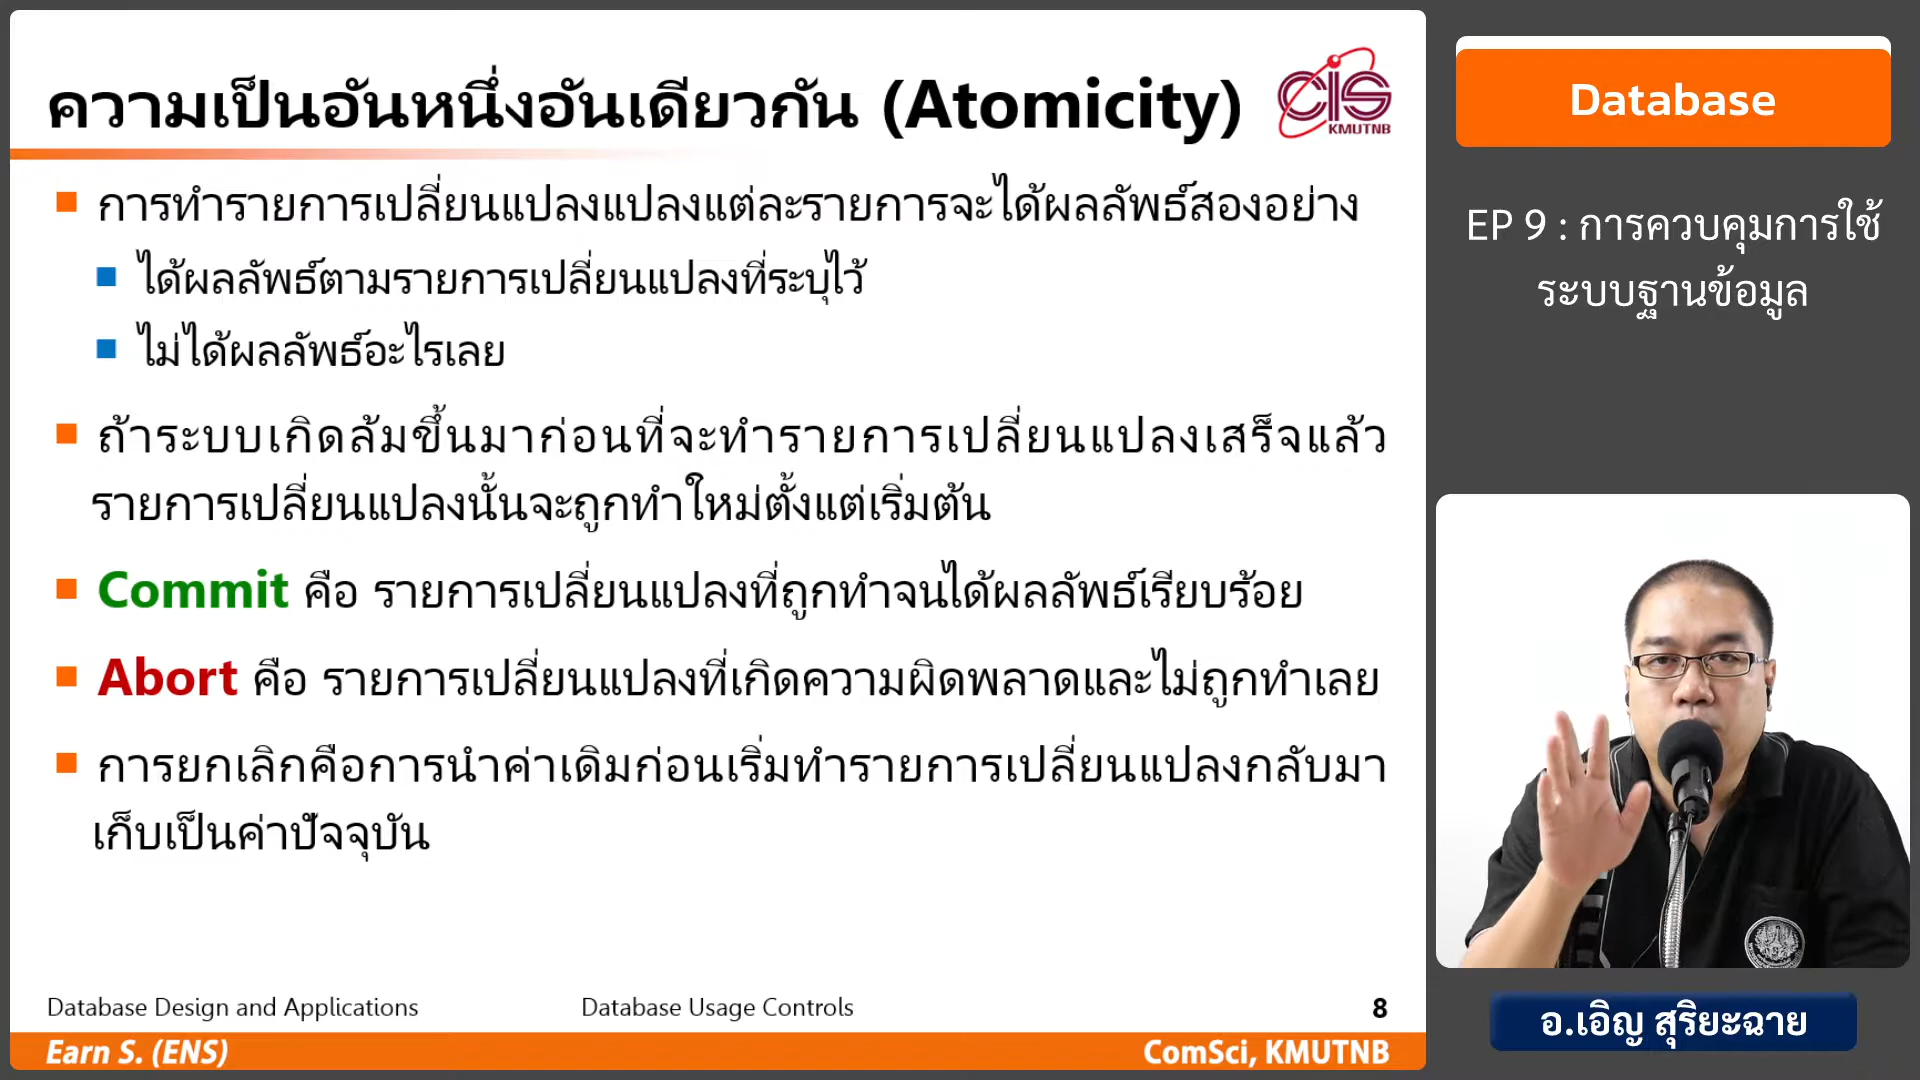 ความเป็นอันหนึ่งอันเดียวกัน (Atomicity)
CIS
KMUTNB
การทำรายการเปลี่ยนแปลงแปลงแต่ละรายการจะได้ผลลัพธ์สองอย่าง
ได้ผลลัพธ์ตามรายการเปลี่ยนแปลงที่ระบุไว้
ไม่ได้ผลลัพธ์อะไรเลย
ถ้าระบบเกิดล้มขึ้นมาก่อนที่จะทำรายการเปลี่ยนแปลงเสร็จแล้ว
รายการเปลี่ยนแปลงนั้นจะถูกทำใหม่ตั้งแต่เริ่มต้น
Commit คือ รายการเปลี่ยนแปลงที่ถูกทำจนได้ผลลัพธ์เรียบร้อย
Abort คือ รายการเปลี่ยนแปลงที่เกิดความผิดพลาดและไม่ถูกทำเลย
การยกเลิกคือการนำค่าเดิมก่อนเริ่มทำรายการเปลี่ยนแปลงกลับมา
เก็บเป็นค่าปัจจุบัน
Database Design and Applications
Database Usage Controls
8
Earn S. (ENS)
ComSci, KMUTNB
Database
EP 9 : การควบคุมการใช้
ระบบฐานข้อมูล
อ.เอิญ สุริยะฉาย